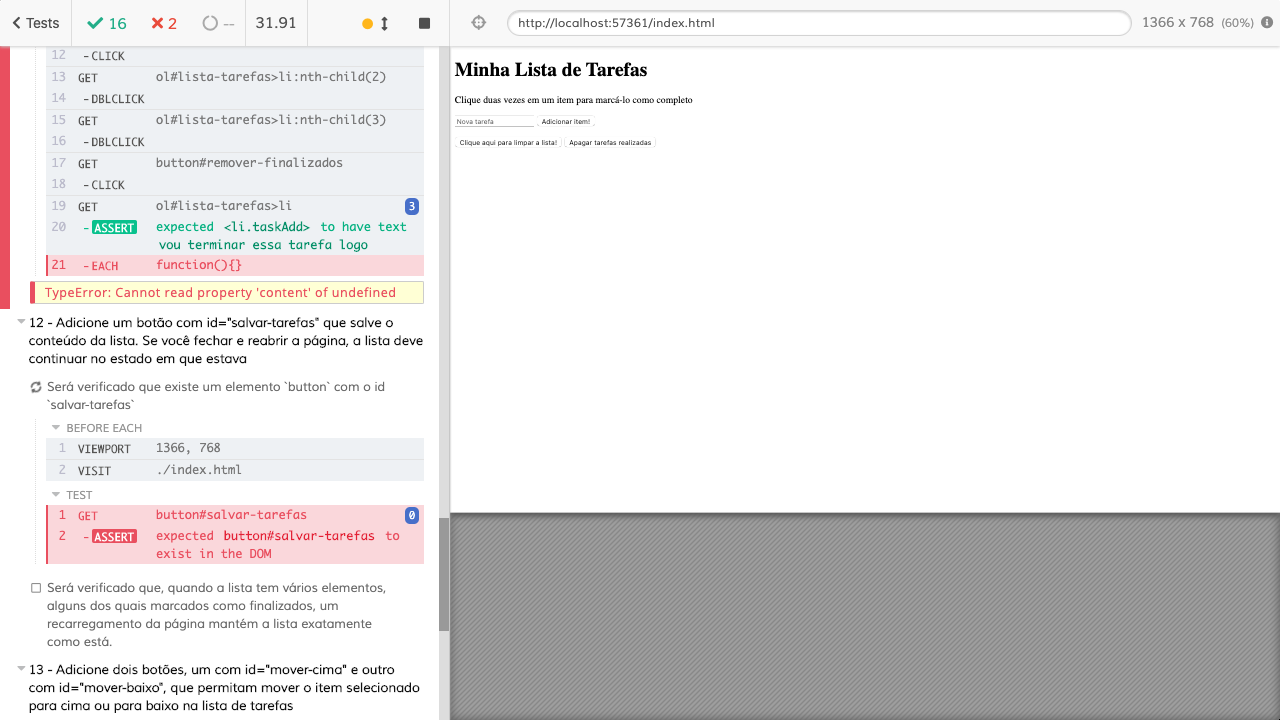 Tests 16 2 -- 31.91 http://localhost:57361/index.html 1366 x 768 (60%)
12 -CLICK
13 GET ol#lista-tarefas>li:nth-child(2)
14 -DBLCLICK
15 GET ol#lista-tarefas>li:nth-child(3)
16 -DBLCLICK
17 GET button#remover-finalizados
18 -CLICK
19 GET ol#lista-tarefas>li 3
20 -ASSERT expected <li.taskAdd> to have text
vou terminar essa tarefa logo
21 -EACH function(){}
TypeError: Cannot read property 'content' of undefined
12 - Adicione um botão com id="salvar-tarefas" que salve o
conteúdo da lista. Se você fechar e reabrir a página, a lista deve
continuar no estado em que estava
Será verificado que existe um elemento `button` com o id
`salvar-tarefas`
BEFORE EACH
1 VIEWPORT 1366, 768
2 VISIT ./index.html
TEST
1 GET button#salvar-tarefas 0
2 -ASSERT expected button#salvar-tarefas to
exist in the DOM
Será verificado que, quando a lista tem vários elementos,
alguns dos quais marcados como finalizados, um
recarregamento da página mantém a lista exatamente
como está.
13 - Adicione dois botões, um com id="mover-cima" e outro
com id="mover-baixo", que permitam mover o item selecionado
para cima ou para baixo na lista de tarefas
Minha Lista de Tarefas
Clique duas vezes em um item para marcá-lo como completo
Nova tarefa Adicionar item!
Clique aqui para limpar a lista! Apagar tarefas realizadas